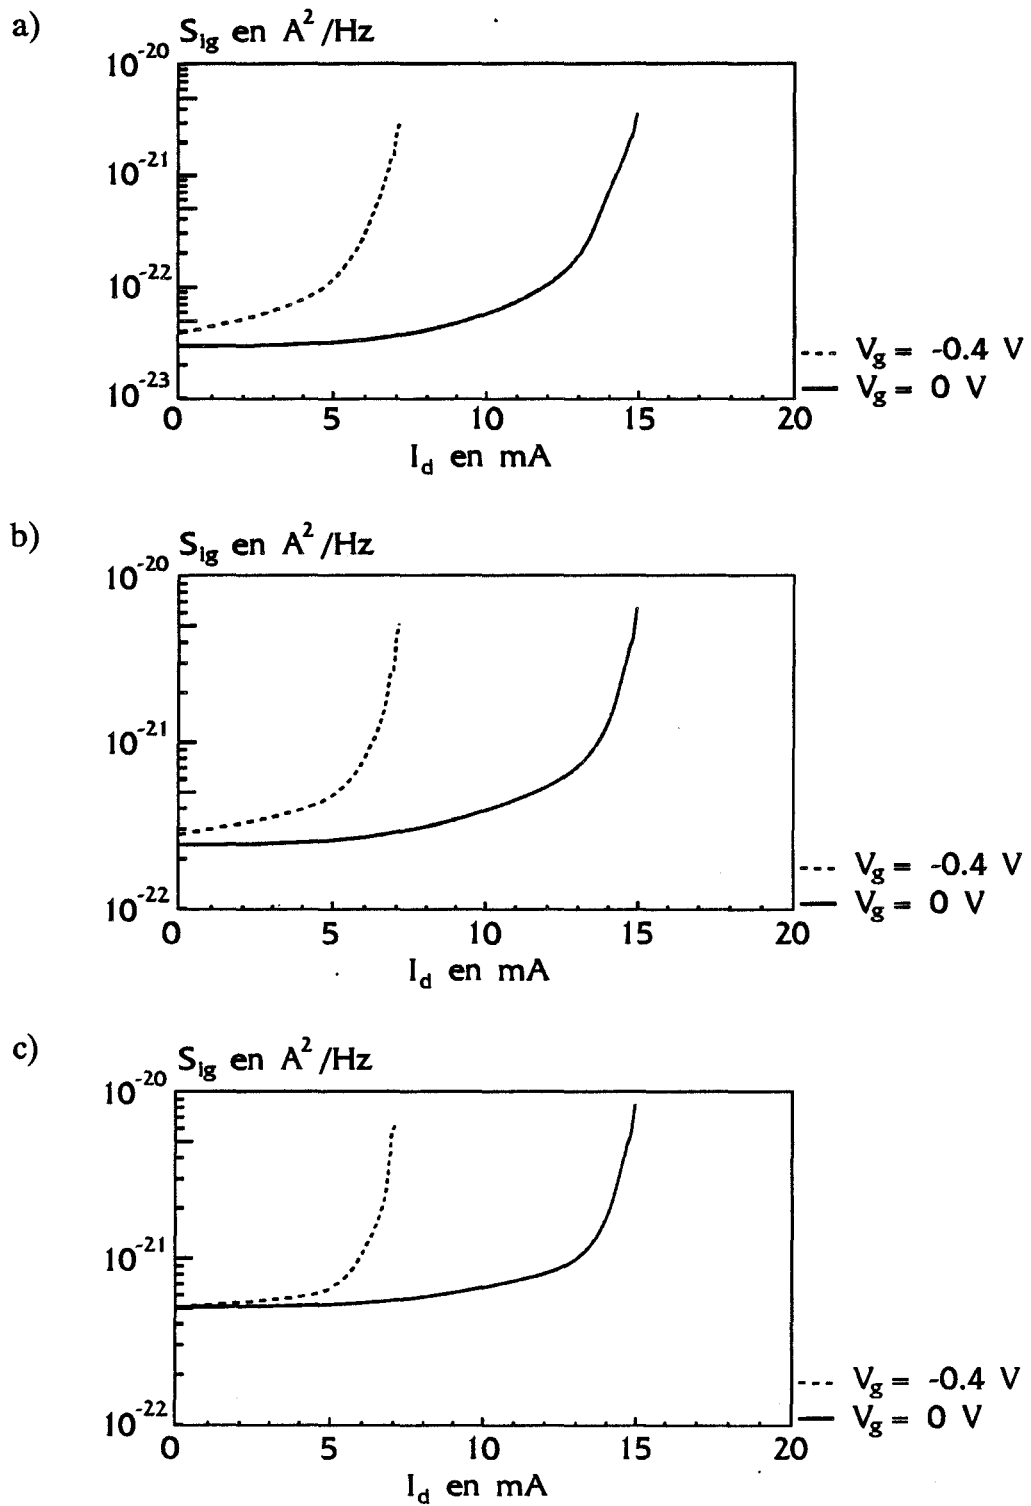 a)
S_ig en A²/Hz
10⁻²⁰
10⁻²¹
10⁻²²
10⁻²³
0 5 10 15 20
I_d en mA
V_g = -0.4 V
V_g = 0 V
b)
S_ig en A²/Hz
10⁻²⁰
10⁻²¹
10⁻²²
0 5 10 15 20
I_d en mA
V_g = -0.4 V
V_g = 0 V
c)
S_ig en A²/Hz
10⁻²⁰
10⁻²¹
10⁻²²
0 5 10 15 20
I_d en mA
V_g = -0.4 V
V_g = 0 V